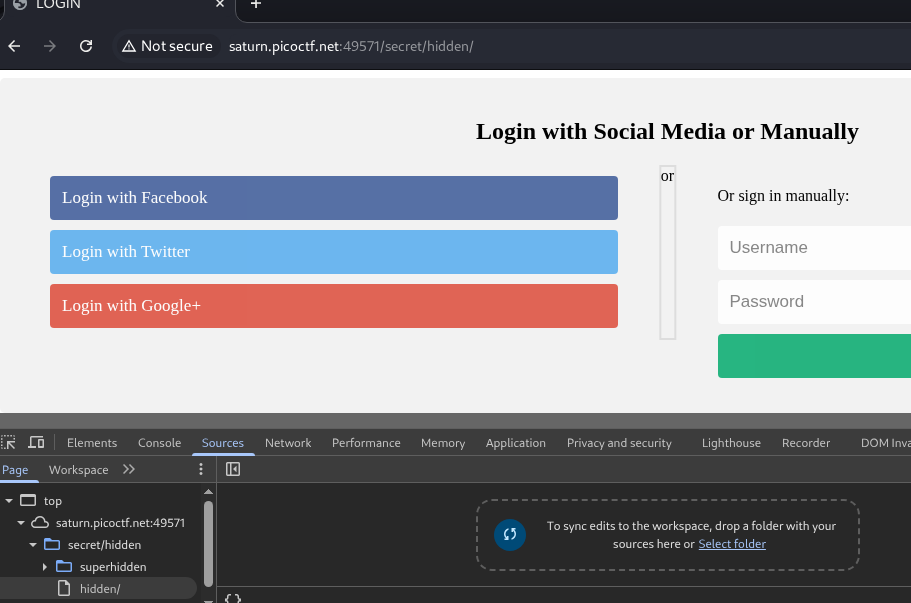 LOGIN
Not secure saturn.picoctf.net:49571/secret/hidden/
Login with Social Media or Manually
or
Login with Facebook
Or sign in manually:
Login with Twitter
Username
Login with Google+
Password
Elements Console Sources Network Performance Memory Application Privacy and security Lighthouse Recorder DOM Inva
Page Workspace
top
saturn.picoctf.net:49571
To sync edits to the workspace, drop a folder with your
sources here or Select folder
secret/hidden
superhidden
hidden/
{}